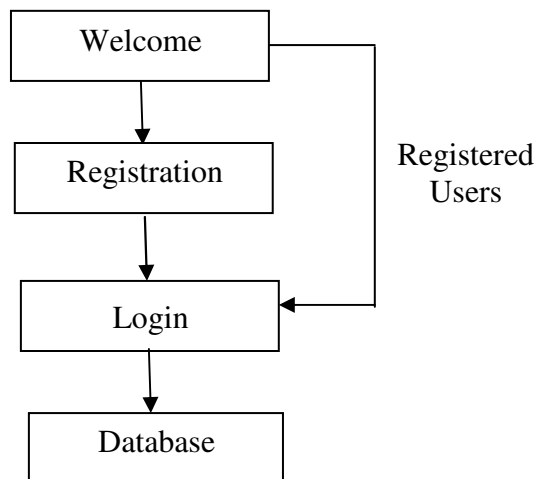 Welcome
Registration
Registered
Users
Login
Database